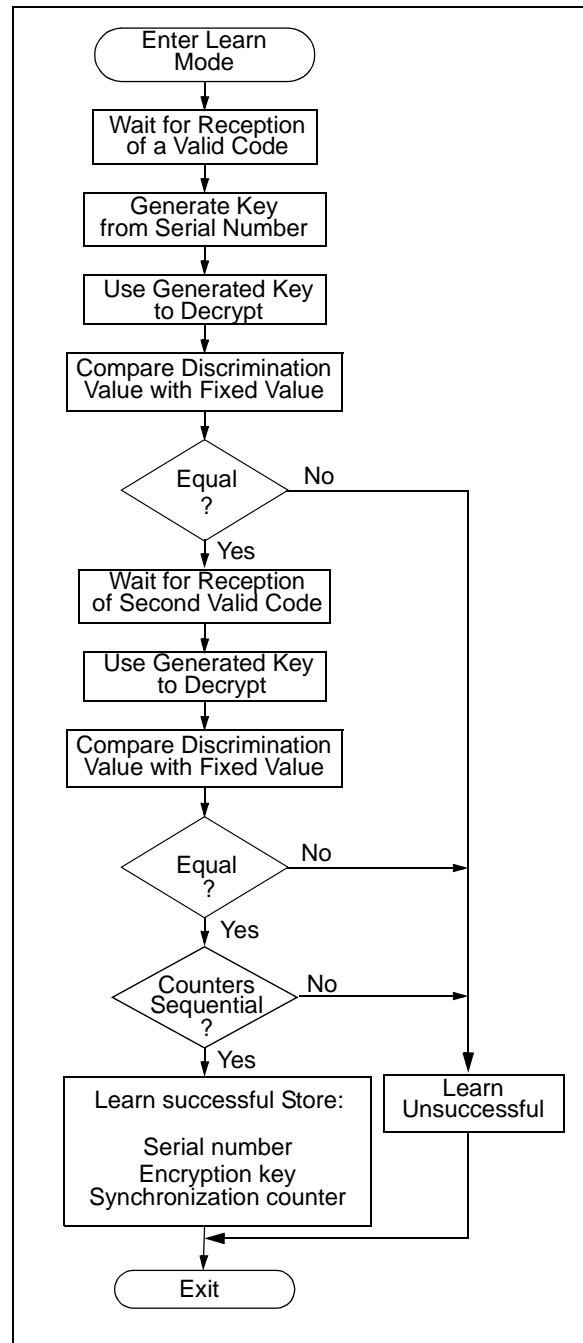 Enter Learn
Mode
Wait for Reception
of a Valid Code
Generate Key
from Serial Number
Use Generated Key
to Decrypt
Compare Discrimination
Value with Fixed Value
Equal
?
No
Yes
Wait for Reception
of Second Valid Code
Use Generated Key
to Decrypt
Compare Discrimination
Value with Fixed Value
Equal
?
No
Yes
Counters
Sequential
?
No
Yes
Learn successful Store:
Serial number
Encryption key
Synchronization counter
Learn
Unsuccessful
Exit